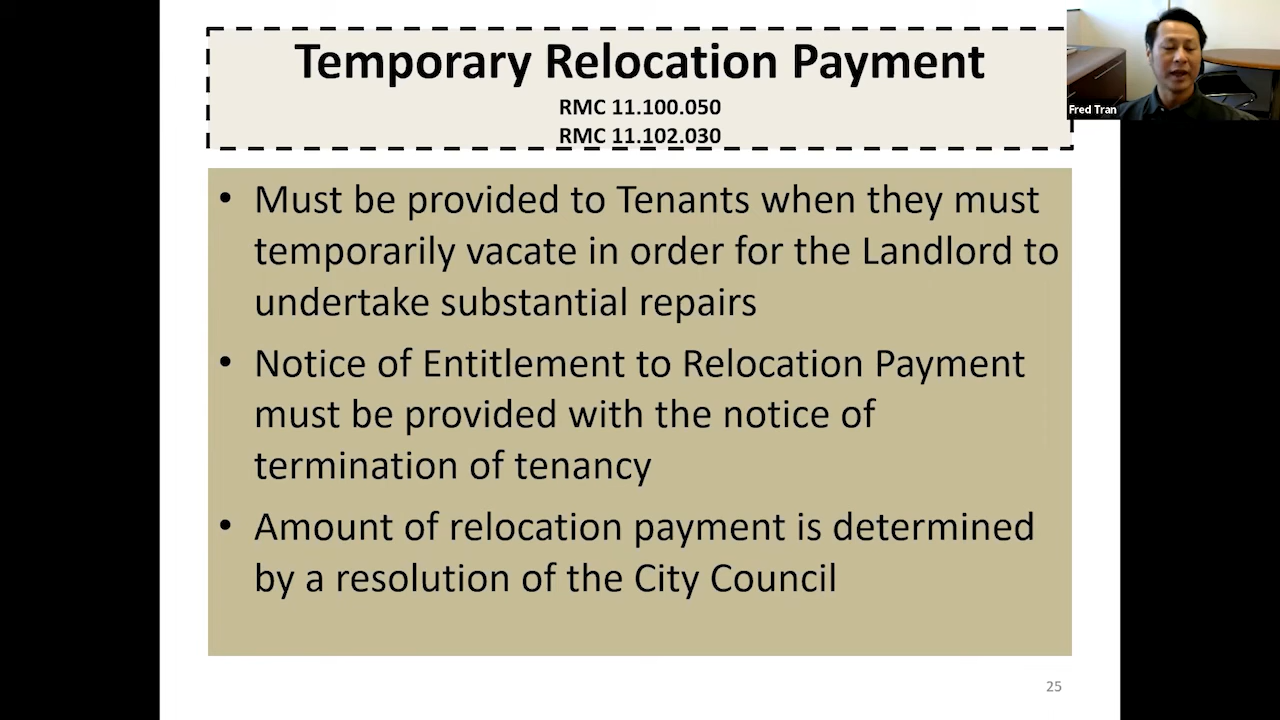 Temporary Relocation Payment
RMC 11.100.050
RMC 11.102.030
Fred Tran
• Must be provided to Tenants when they must
temporarily vacate in order for the Landlord to
undertake substantial repairs
• Notice of Entitlement to Relocation Payment
must be provided with the notice of
termination of tenancy
• Amount of relocation payment is determined
by a resolution of the City Council
25